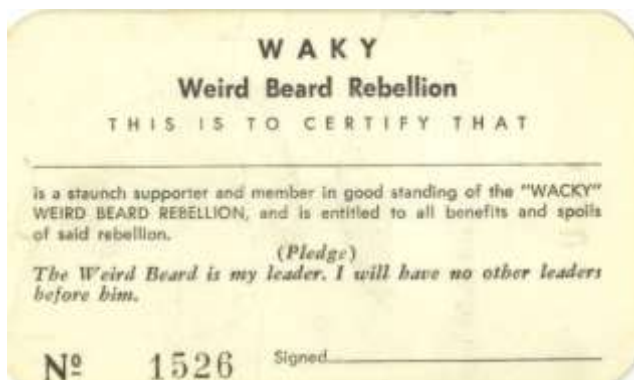 WAKY
Weird Beard Rebellion
THIS IS TO CERTIFY THAT
is a staunch supporter and member in good standing of the "WACKY"
WEIRD BEARD REBELLION, and is entitled to all benefits and spoils
of said rebellion.
(Pledge)
The Weird Beard is my leader. I will have no other leaders
before him.
Nº 1526 Signed